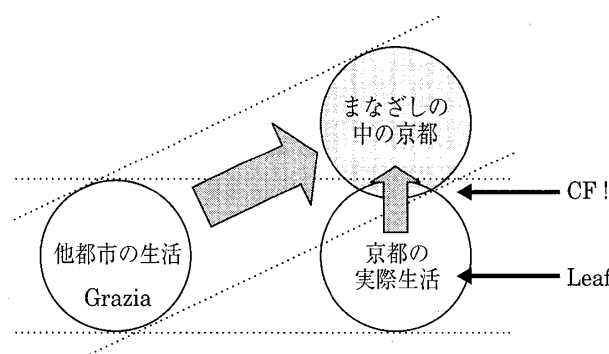 まなざしの
中の京都
CF !
他都市の生活
Grazia
京都の
実際生活
Leaf